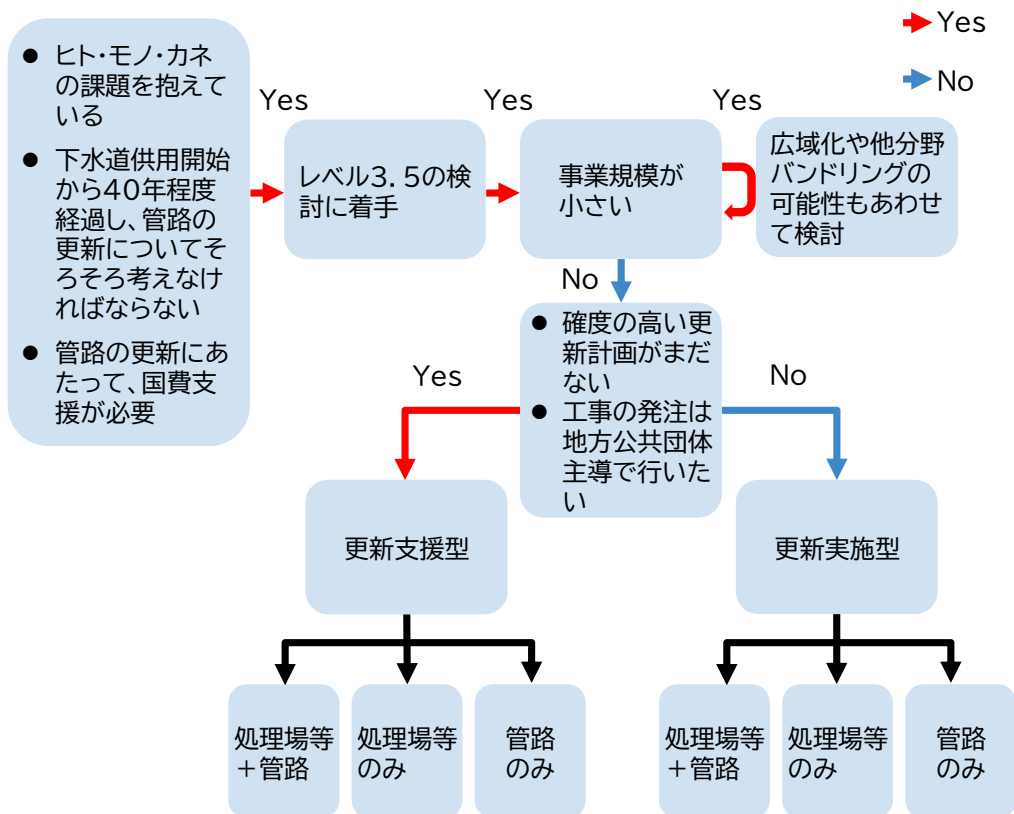 Yes
No
● ヒト・モノ・カネ
の課題を抱えて
いる
● 下水道供用開始
から40年程度
経過し、管路の
更新についてそ
ろそろ考えなけ
ればならない
● 管路の更新にあ
たって、国費支
援が必要
Yes
レベル3.5の検
討に着手
Yes
事業規模が
小さい
Yes
広域化や他分野
バンドリングの
可能性もあわせ
て検討
No
● 確度の高い更
新計画がまだ
ない
● 工事の発注は
地方公共団体
主導で行いた
い
Yes
No
更新支援型
更新実施型
処理場等
+管路
処理場等
のみ
管路
のみ
処理場等
+管路
処理場等
のみ
管路
のみ